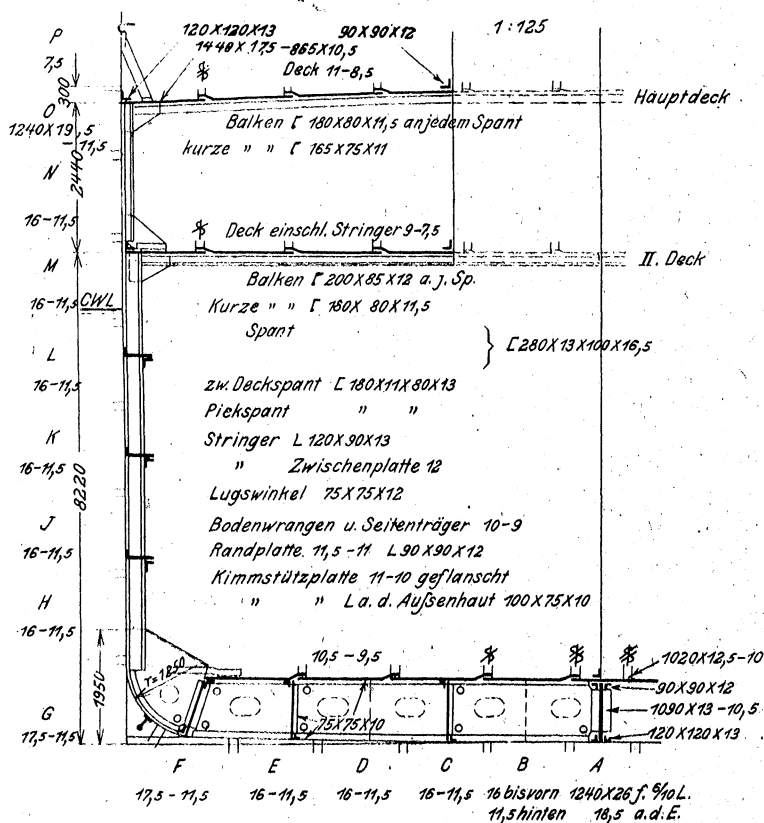 P
7,5
300
O
1240X19,5
-11,5
2440
N
16-11,5
M
16-11,5
CWL
L
16-11,5
K
16-11,5
8220
J
16-11,5
H
16-11,5
1950
G
17,5-11,5
120X120X13
90X90X12
1:125
1440X17,5-865X10,5
Deck 11-8,5
Hauptdeck
Balken [ 180X80X11,5 an jedem Spant
kurze " " [ 165X75X11
Deck einschl. Stringer 9-7,5
II. Deck
Balken [ 200X85X12 a.j. Sp.
Kurze " " [ 180X 80X11,5
Spant
} [ 280X13X100X16,5
zw. Deckspant [ 180X11X80X13
Piekspant " "
Stringer L 120X90X13
" Zwischenplatte 12
Lugswinkel 75X75X12
Bodenwrangen u. Seitenträger 10-9
Randplatte. 11,5-11 L 90X90X12
Kimmstützplatte 11-10 geflanscht
" " L a. d. Außenhaut 100X75X10
r=1850
10,5-9,5
1020X12,5-10
90X90X12
1090X13-10,5
120X120X13
75X75X10
F E D C B A
17,5-11,5 16-11,5 16-11,5 16-11,5 16 bis vorn 1240X26 f. 6/10 L.
11,5 hinten 18,5 a.d.E.